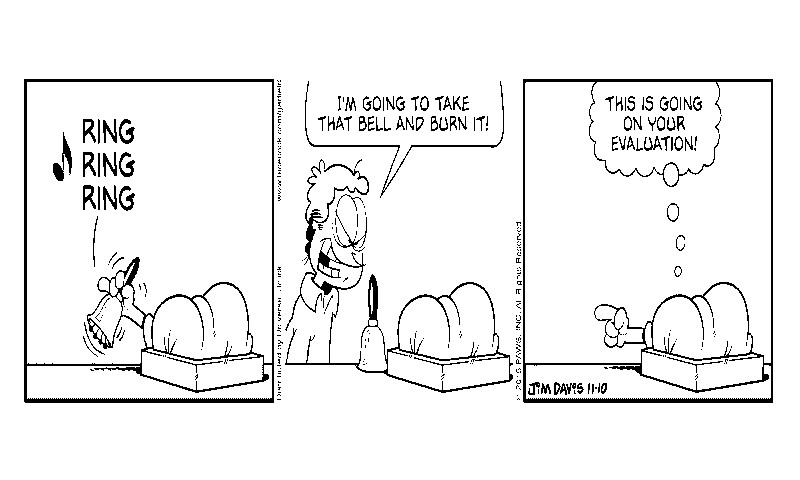 RING
RING
RING
I'M GOING TO TAKE
THAT BELL AND BURN IT!
THIS IS GOING
ON YOUR
EVALUATION!
JIM DAVIS 11-10